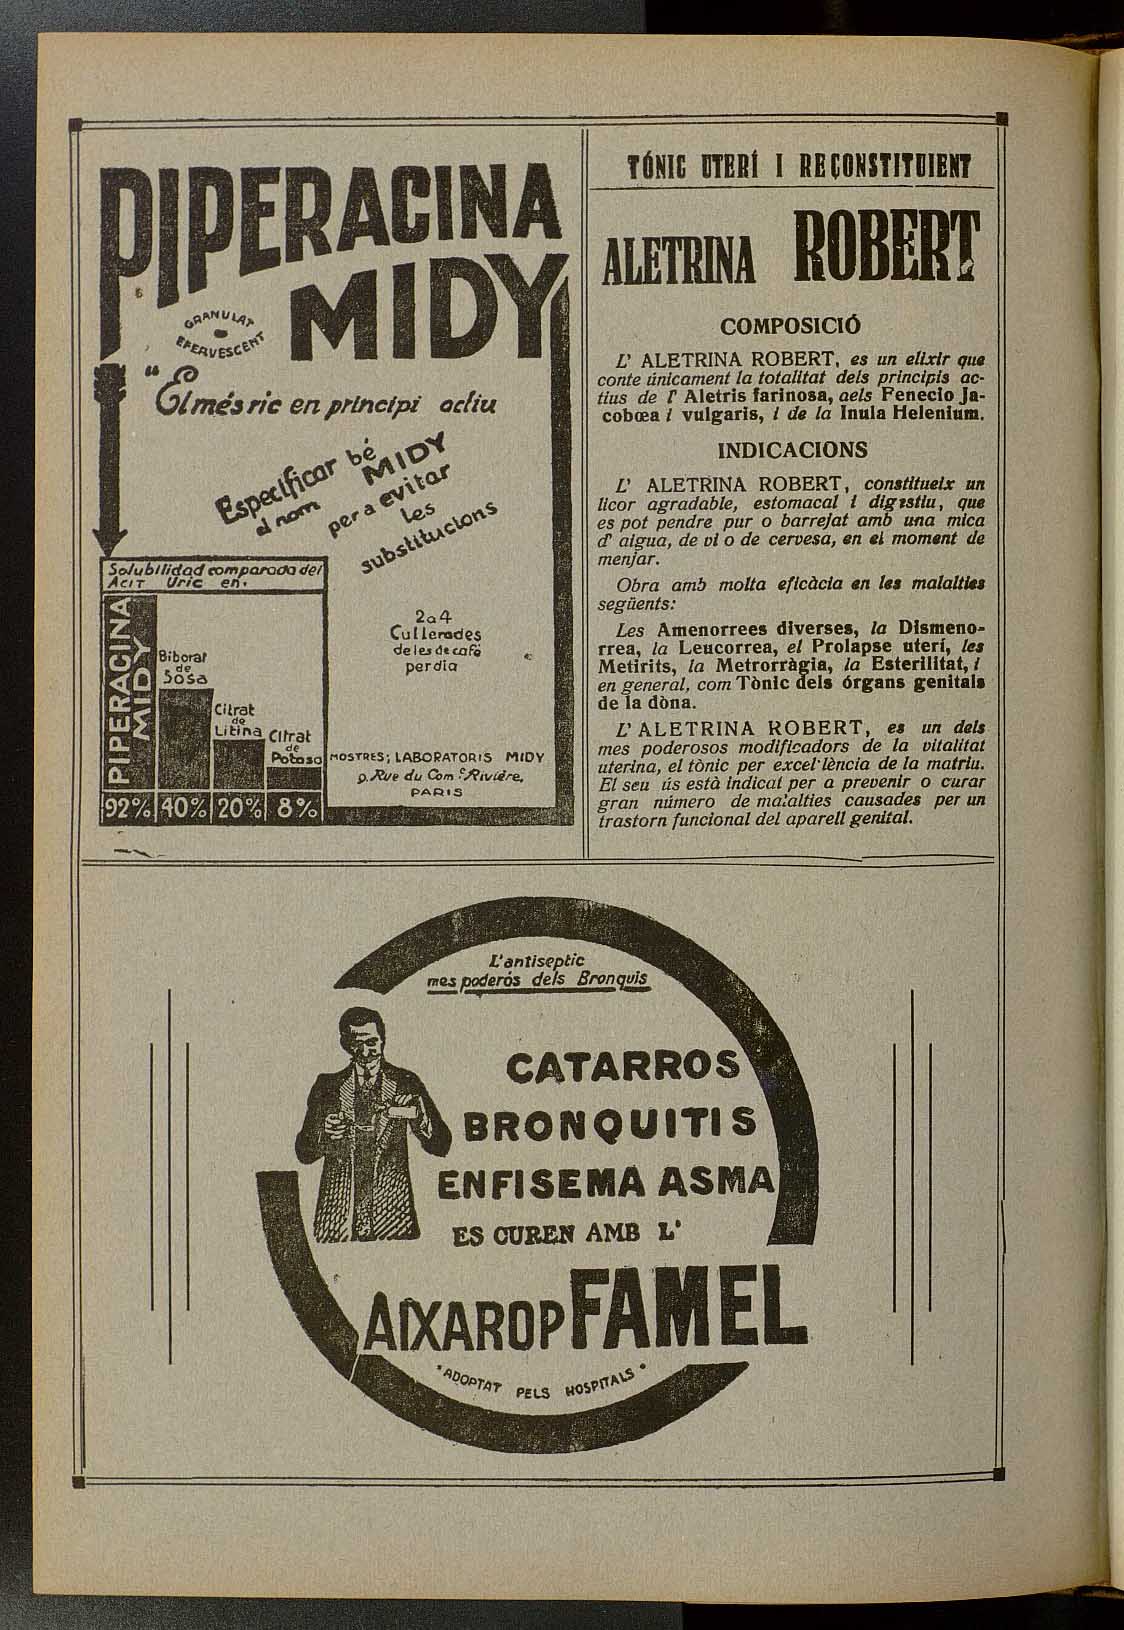 PIPERACINA
MIDY
GRANULAT
EFERVESCENT
"El més ric en principi actiu
Especificar bé
el nom MIDY
per a evitar
les
substitucions
Solubilidad comparada del
Acit Uric en.
PIPERACINA
MIDY
Biborat
de
Sosa
Citrat
de
Litina
Citrat
de
Potasa
92% 40% 20% 8%
2 a 4
Cullerades
de les de café
per dia
MOSTRES; LABORATORIS MIDY
9. Rue du Com.t Rivière,
PARIS
TÓNIC UTERÍ I REÇONSTITUIENT
ALETRINA ROBERT
COMPOSICIÓ
L' ALETRINA ROBERT, es un elixir que
conte únicament la totalitat dels principis ac-
tius de l' Aletris farinosa, aels Fenecio Ja-
cobœa i vulgaris, i de la Inula Helenium.
INDICACIONS
L' ALETRINA ROBERT, constitueix un
licor agradable, estomacal i digestiu, que
es pot pendre pur o barrejat amb una mica
d' aigua, de vi o de cervesa, en el moment de
menjar.
Obra amb molta eficàcia en les malalties
següents:
Les Amenorrees diverses, la Dismeno-
rrea, la Leucorrea, el Prolapse uterí, les
Metirits, la Metrorràgia, la Esterilitat, i
en general, com Tònic dels órgans genitals
de la dòna.
L' ALETRINA ROBERT, es un dels
mes poderosos modificadors de la vitalitat
uterina, el tònic per excel·lència de la matriu.
El seu ús està indicat per a prevenir o curar
gran número de malalties causades per un
trastorn funcional del aparell genital.
L'antiseptic
mes poderós dels Bronquis
CATARROS
BRONQUITIS
ENFISEMA ASMA
ES CUREN AMB L'
AIXAROP FAMEL
"ADOPTAT PELS HOSPITALS"